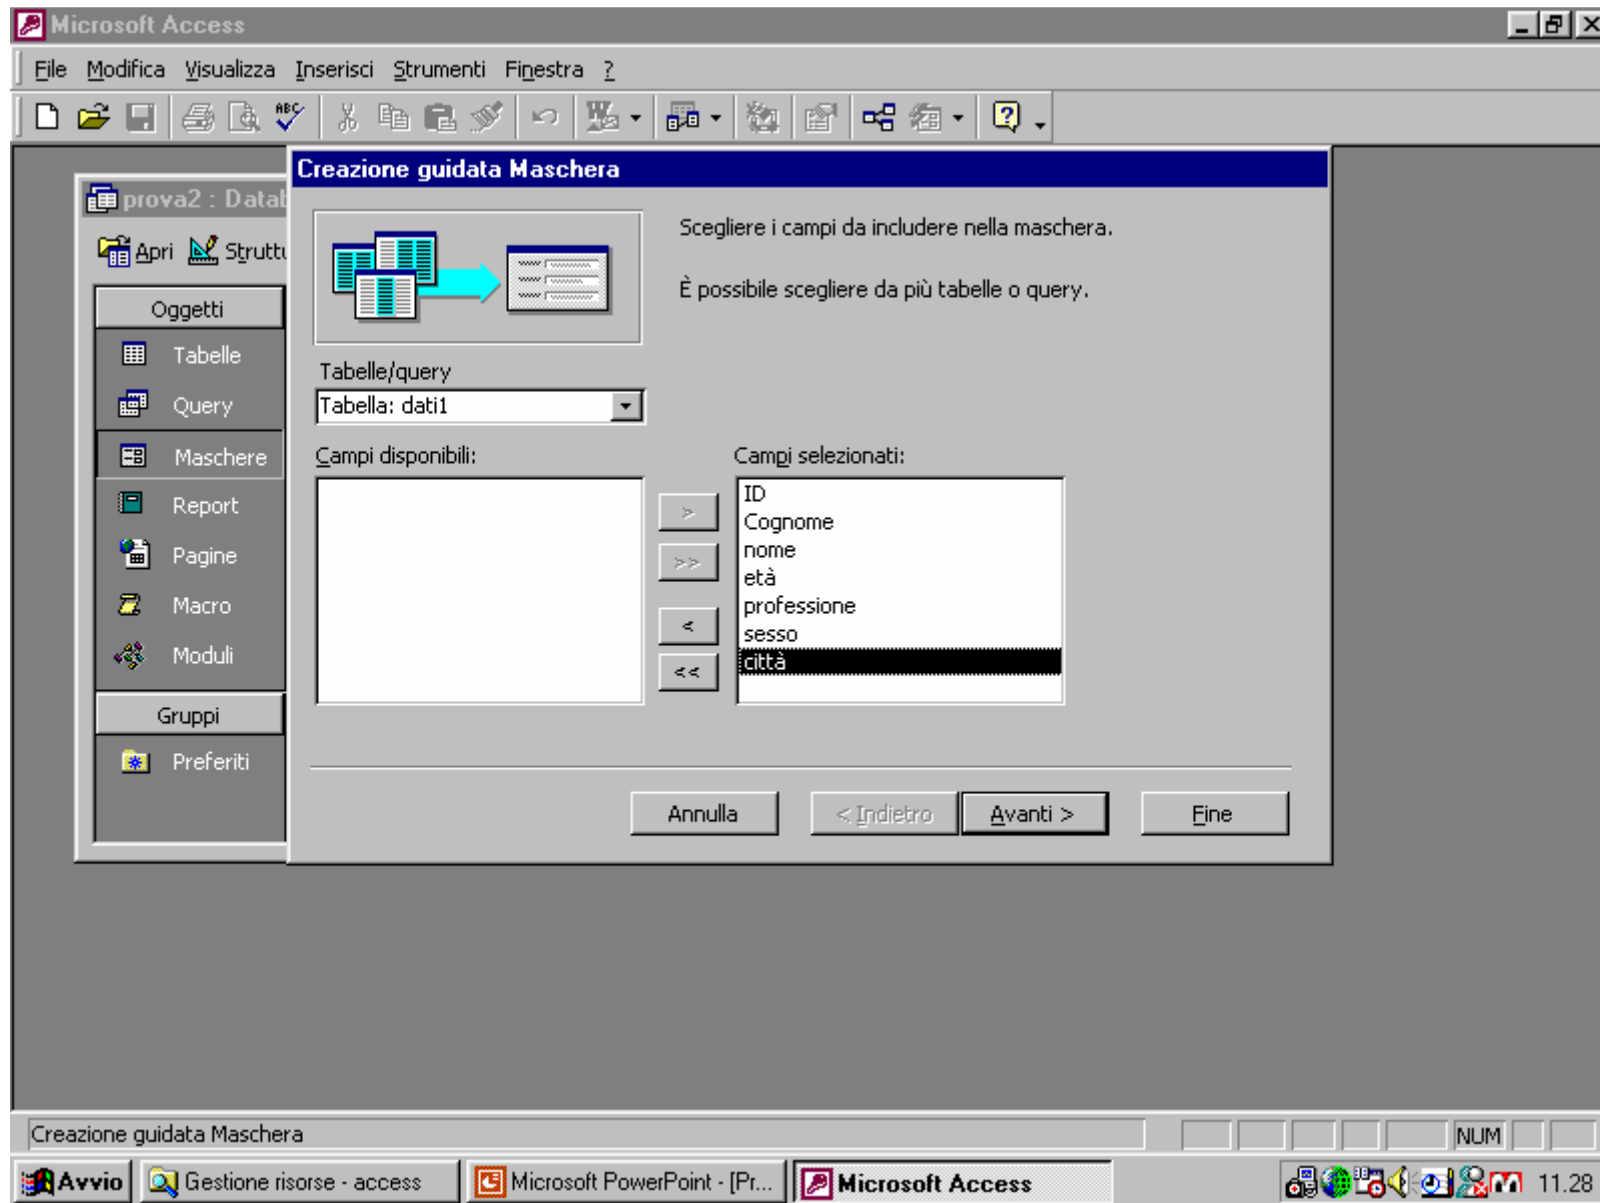 Microsoft Access
File Modifica Visualizza Inserisci Strumenti Finestra ?
Creazione guidata Maschera
prova2 : Datab
Apri Struttu
Scegliere i campi da includere nella maschera.
È possibile scegliere da più tabelle o query.
Oggetti
Tabelle
Query
Maschere
Report
Pagine
Macro
Moduli
Gruppi
Preferiti
Tabelle/query
Tabella: dati1
Campi disponibili:
Campi selezionati:
>
>>
<
<<
ID
Cognome
nome
età
professione
sesso
città
Annulla
< Indietro
Avanti >
Fine
Creazione guidata Maschera
NUM
Avvio
Gestione risorse - access
Microsoft PowerPoint - [Pr...
Microsoft Access
11.28